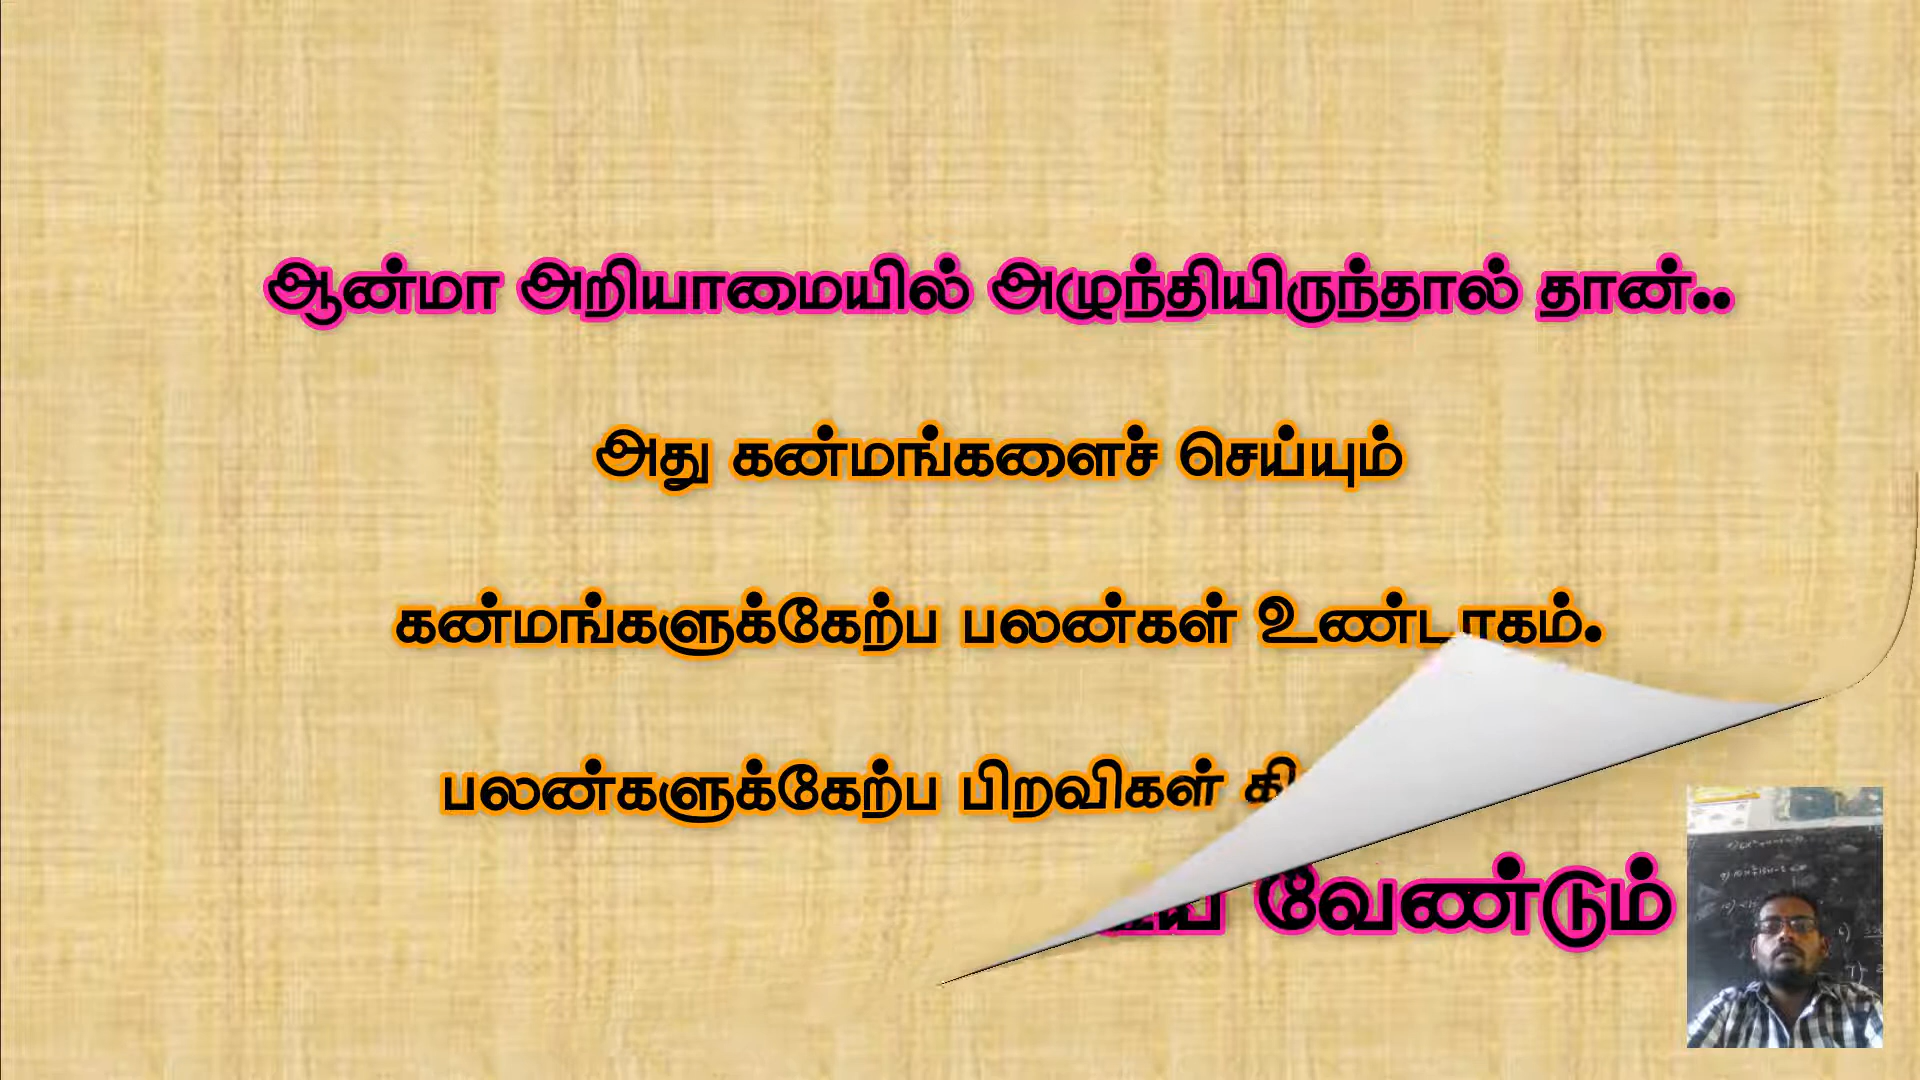 ஆன்மா அறியாமையில் அழுந்தியிருந்தால் தான்..
அது கன்மங்களைச் செய்யும்
கன்மங்களுக்கேற்ப பலன்கள் உண்டாகம்.
பலன்களுக்கேற்ப பிறவிகள்
வேண்டும்